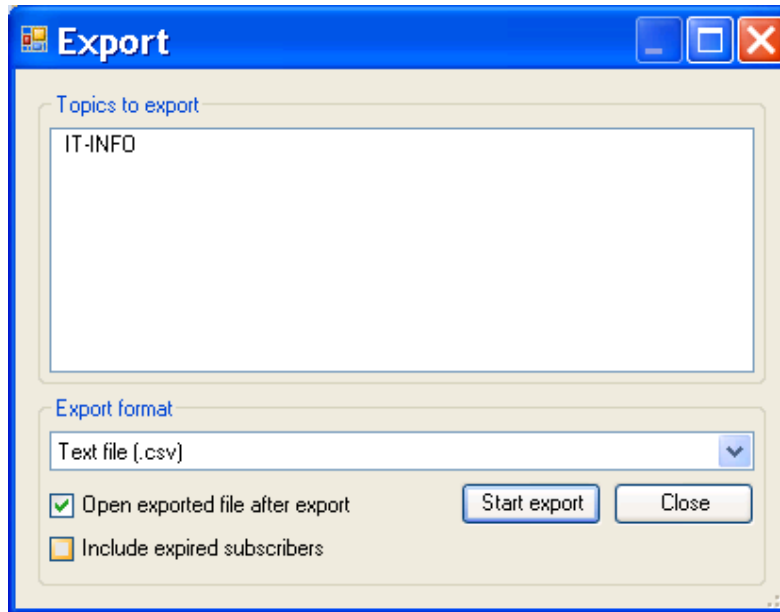 Export
Topics to export
IT-INFO
Export format
Text file (.csv)
Open exported file after export
Start export
Close
Include expired subscribers